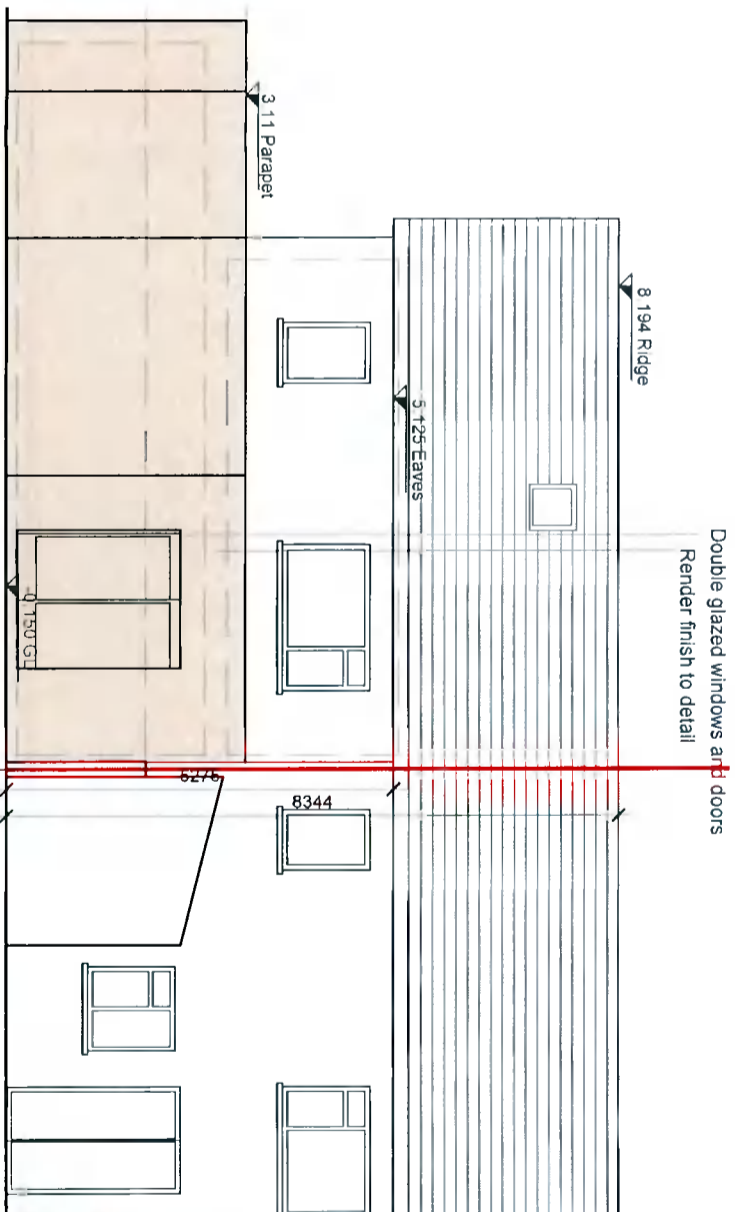 Double glazed windows and doors
Render finish to detail
8.194 Ridge
5.125 Eaves
3.11 Parapet
-0.150 GL
5275
8344